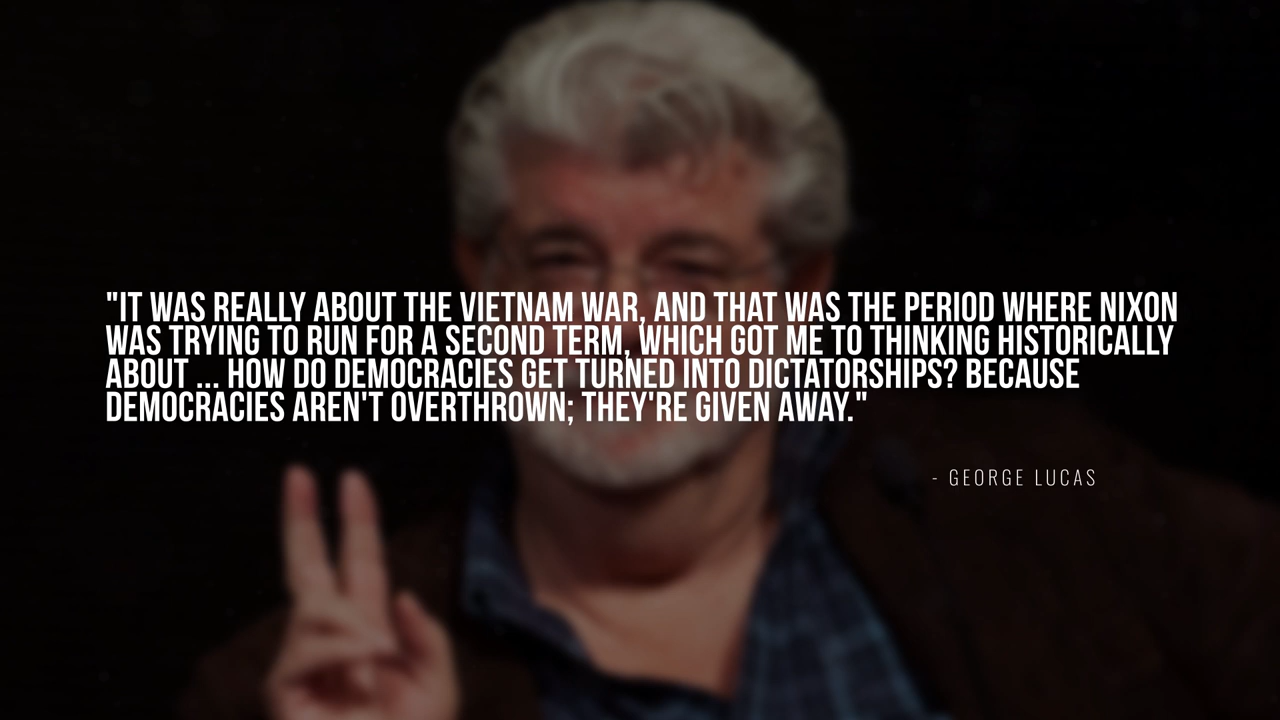 "IT WAS REALLY ABOUT THE VIETNAM WAR, AND THAT WAS THE PERIOD WHERE NIXON
WAS TRYING TO RUN FOR A SECOND TERM, WHICH GOT ME TO THINKING HISTORICALLY
ABOUT ... HOW DO DEMOCRACIES GET TURNED INTO DICTATORSHIPS? BECAUSE
DEMOCRACIES AREN'T OVERTHROWN; THEY'RE GIVEN AWAY."
- GEORGE LUCAS